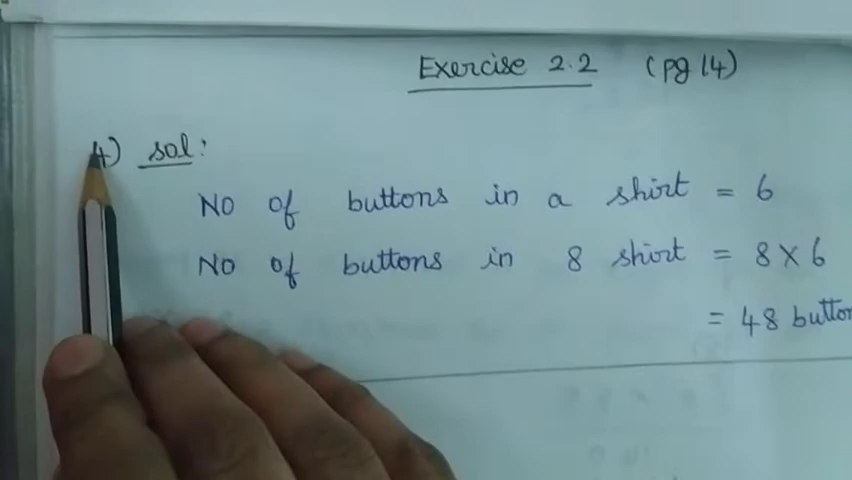 Exercise 2.2 (pg 14)
4) sol:
No of buttons in a shirt = 6
No of buttons in 8 shirt = 8 × 6
= 48 button